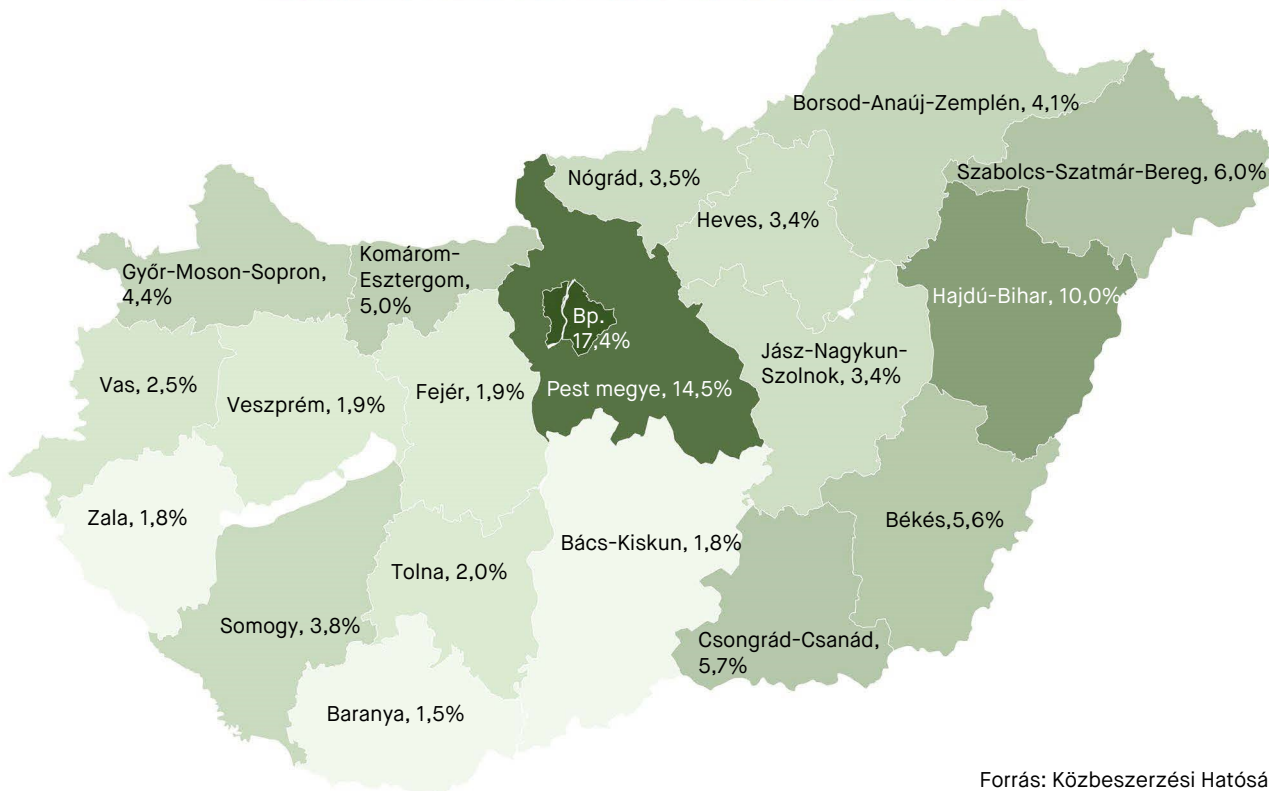 Borsod-Anaúj-Zemplén, 4,1%
Szabolcs-Szatmár-Bereg, 6,0%
Nógrád, 3,5%
Heves, 3,4%
Komárom-
Esztergom,
5,0%
Győr-Moson-Sopron,
4,4%
Hajdú-Bihar, 10,0%
Bp.
17,4%
Jász-Nagykun-
Szolnok, 3,4%
Vas, 2,5%
Veszprém, 1,9%
Fejér, 1,9%
Pest megye, 14,5%
Zala, 1,8%
Békés,5,6%
Bács-Kiskun, 1,8%
Tolna, 2,0%
Somogy, 3,8%
Csongrád-Csanád,
5,7%
Baranya, 1,5%
Forrás: Közbeszerzési Hatósá